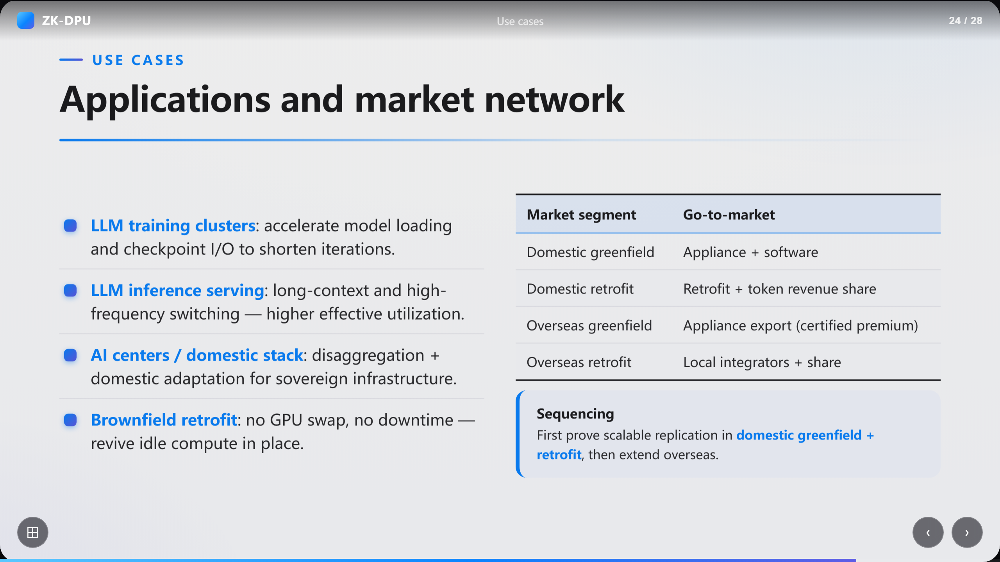 ZK-DPU
Use cases
24 / 28
USE CASES
Applications and market network
LLM training clusters: accelerate model loading
and checkpoint I/O to shorten iterations.
LLM inference serving: long-context and high-
frequency switching — higher effective utilization.
AI centers / domestic stack: disaggregation +
domestic adaptation for sovereign infrastructure.
Brownfield retrofit: no GPU swap, no downtime —
revive idle compute in place.
Market segment Go-to-market
Domestic greenfield Appliance + software
Domestic retrofit Retrofit + token revenue share
Overseas greenfield Appliance export (certified premium)
Overseas retrofit Local integrators + share
Sequencing
First prove scalable replication in domestic greenfield +
retrofit, then extend overseas.